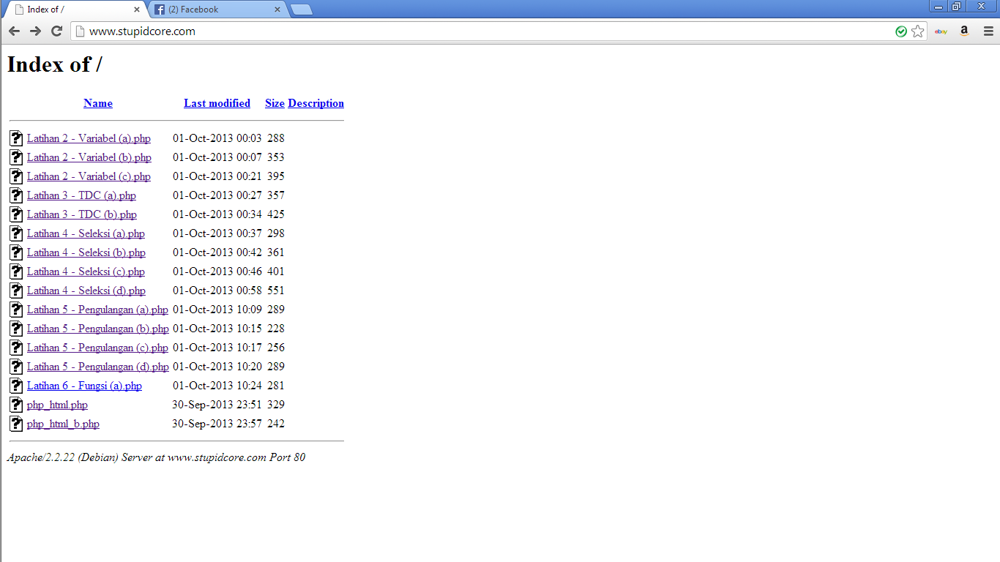 Index of /
(2) Facebook
www.stupidcore.com
ebay
a
Index of /
Name Last modified Size Description
Latihan 2 - Variabel (a).php 01-Oct-2013 00:03 288
Latihan 2 - Variabel (b).php 01-Oct-2013 00:07 353
Latihan 2 - Variabel (c).php 01-Oct-2013 00:21 395
Latihan 3 - TDC (a).php 01-Oct-2013 00:27 357
Latihan 3 - TDC (b).php 01-Oct-2013 00:34 425
Latihan 4 - Seleksi (a).php 01-Oct-2013 00:37 298
Latihan 4 - Seleksi (b).php 01-Oct-2013 00:42 361
Latihan 4 - Seleksi (c).php 01-Oct-2013 00:46 401
Latihan 4 - Seleksi (d).php 01-Oct-2013 00:58 551
Latihan 5 - Pengulangan (a).php 01-Oct-2013 10:09 289
Latihan 5 - Pengulangan (b).php 01-Oct-2013 10:15 228
Latihan 5 - Pengulangan (c).php 01-Oct-2013 10:17 256
Latihan 5 - Pengulangan (d).php 01-Oct-2013 10:20 289
Latihan 6 - Fungsi (a).php 01-Oct-2013 10:24 281
php_html.php 30-Sep-2013 23:51 329
php_html_b.php 30-Sep-2013 23:57 242
Apache/2.2.22 (Debian) Server at www.stupidcore.com Port 80